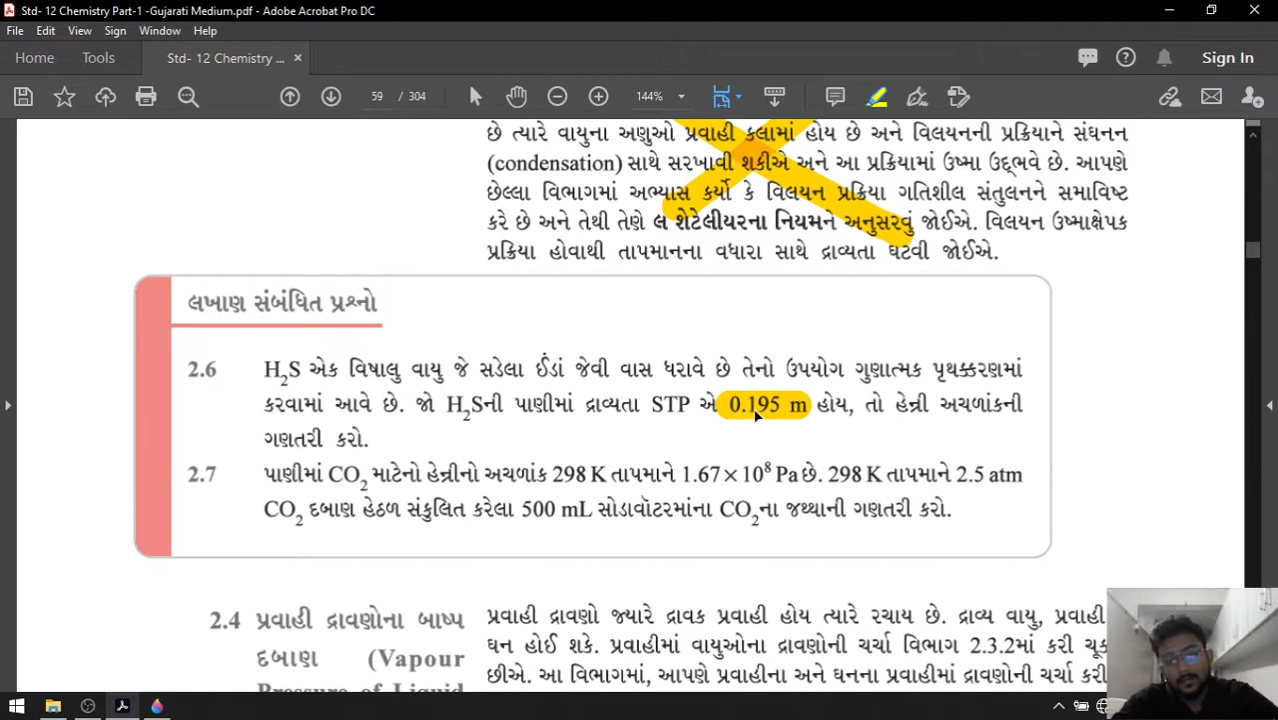 Std- 12 Chemistry Part-1 -Gujarati Medium.pdf - Adobe Acrobat Pro DC
File Edit View Sign Window Help
Home Tools Std- 12 Chemistry ... × Sign In
59 / 304 144%
છે ત્યારે વાયુના અણુઓ પ્રવાહી કલામાં હોય છે અને વિલયનની પ્રક્રિયાને સંઘનન
(condensation) સાથે સરખાવી શકીએ અને આ પ્રક્રિયામાં ઉષ્મા ઉદ્‌ભવે છે. આપણે
છેલ્લા વિભાગમાં અભ્યાસ કર્યો કે વિલયન પ્રક્રિયા ગતિશીલ સંતુલનને સમાવિષ્ટ
કરે છે અને તેથી તેણે લ શેટેલીયરના નિયમને અનુસરવું જોઈએ. વિલયન ઉષ્માક્ષેપક
પ્રક્રિયા હોવાથી તાપમાનના વધારા સાથે દ્રાવ્યતા ઘટવી જોઈએ.
લખાણ સંબંધિત પ્રશ્નો
2.6 H₂S એક વિષાલુ વાયુ જે સડેલા ઈંડાં જેવી વાસ ધરાવે છે તેનો ઉપયોગ ગુણાત્મક પૃથક્કરણમાં
કરવામાં આવે છે. જો H₂Sની પાણીમાં દ્રાવ્યતા STP એ 0.195 m હોય, તો હેન્રી અચળાંકની
ગણતરી કરો.
2.7 પાણીમાં CO₂ માટેનો હેન્રીનો અચળાંક 298 K તાપમાને 1.67×10⁸ Pa છે. 298 K તાપમાને 2.5 atm
CO₂ દબાણ હેઠળ સંકુલિત કરેલા 500 mL સોડાવૉટરમાંના CO₂ના જથ્થાની ગણતરી કરો.
2.4 પ્રવાહી દ્રાવણોના બાષ્પ
દબાણ (Vapour
Pressure of Liquid
પ્રવાહી દ્રાવણો જ્યારે દ્રાવક પ્રવાહી હોય ત્યારે રચાય છે. દ્રાવ્ય વાયુ, પ્રવાહી
ઘન હોઈ શકે. પ્રવાહીમાં વાયુઓના દ્રાવણોની ચર્ચા વિભાગ 2.3.2માં કરી ચૂક
છીએ. આ વિભાગમાં, આપણે પ્રવાહીના અને ઘનના પ્રવાહીમાં દ્રાવણોની ચર્ચા કરી